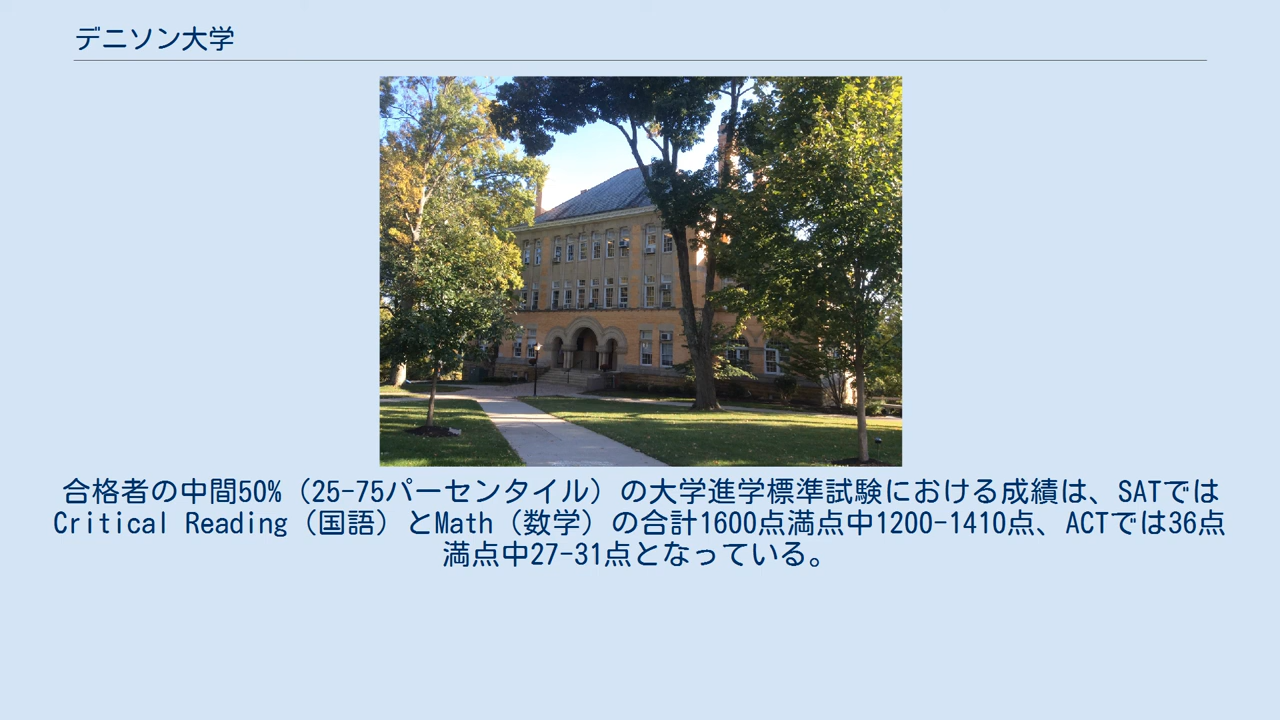 デニソン大学
合格者の中間50%（25-75パーセンタイル）の大学進学標準試験における成績は、SATでは
Critical Reading（国語）とMath（数学）の合計1600点満点中1200-1410点、ACTでは36点
満点中27-31点となっている。